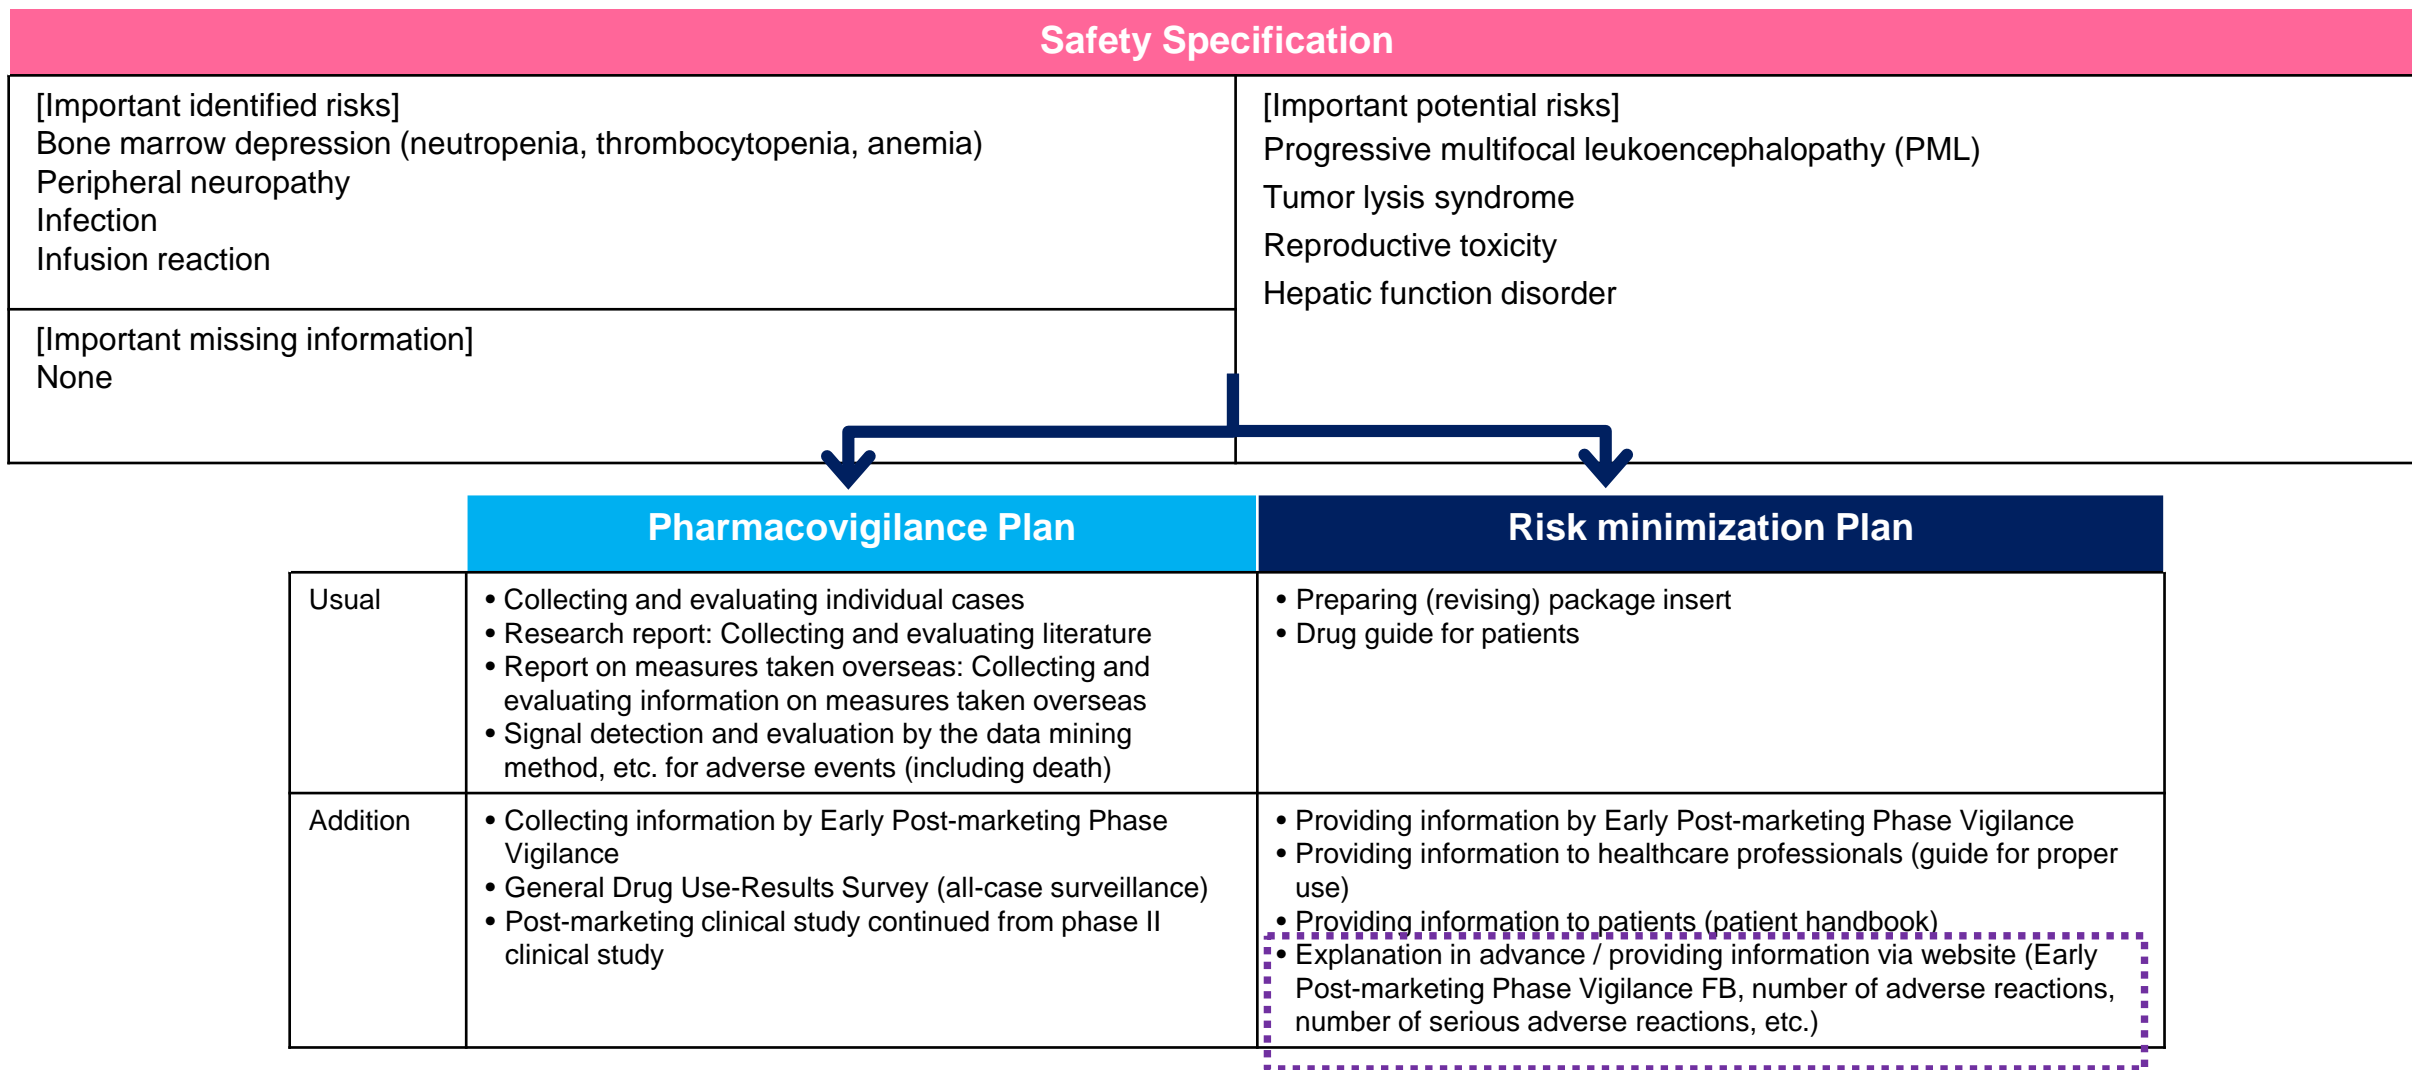 Safety Specification
[Important identified risks]
Bone marrow depression (neutropenia, thrombocytopenia, anemia)
Peripheral neuropathy
Infection
Infusion reaction
[Important potential risks]
Progressive multifocal leukoencephalopathy (PML)
Tumor lysis syndrome
Reproductive toxicity
Hepatic function disorder
[Important missing information]
None
Pharmacovigilance Plan
Risk minimization Plan
Usual
• Collecting and evaluating individual cases
• Research report: Collecting and evaluating literature
• Report on measures taken overseas: Collecting and
evaluating information on measures taken overseas
• Signal detection and evaluation by the data mining
method, etc. for adverse events (including death)
• Preparing (revising) package insert
• Drug guide for patients
Addition
• Collecting information by Early Post-marketing Phase
Vigilance
• General Drug Use-Results Survey (all-case surveillance)
• Post-marketing clinical study continued from phase II
clinical study
• Providing information by Early Post-marketing Phase Vigilance
• Providing information to healthcare professionals (guide for proper
use)
• Providing information to patients (patient handbook)
• Explanation in advance / providing information via website (Early
Post-marketing Phase Vigilance FB, number of adverse reactions,
number of serious adverse reactions, etc.)